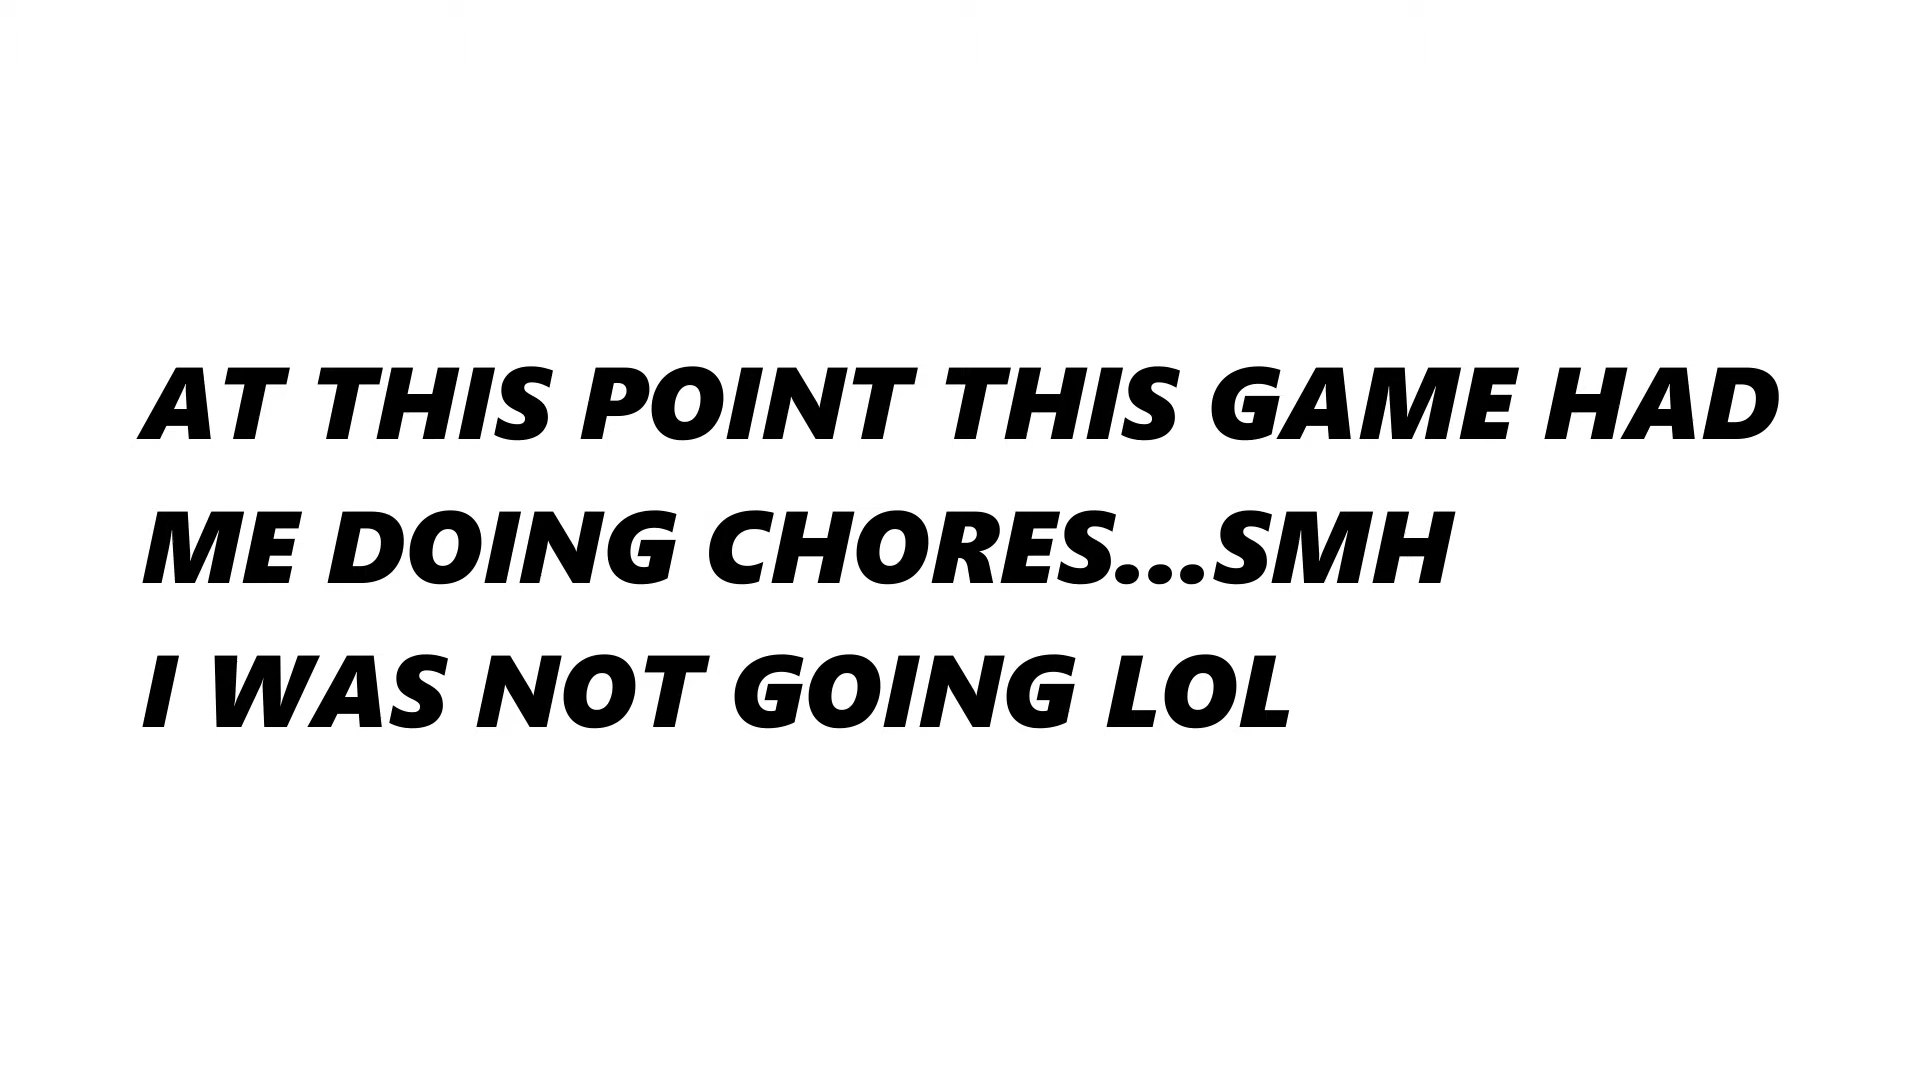 AT THIS POINT THIS GAME HAD
ME DOING CHORES...SMH
I WAS NOT GOING LOL